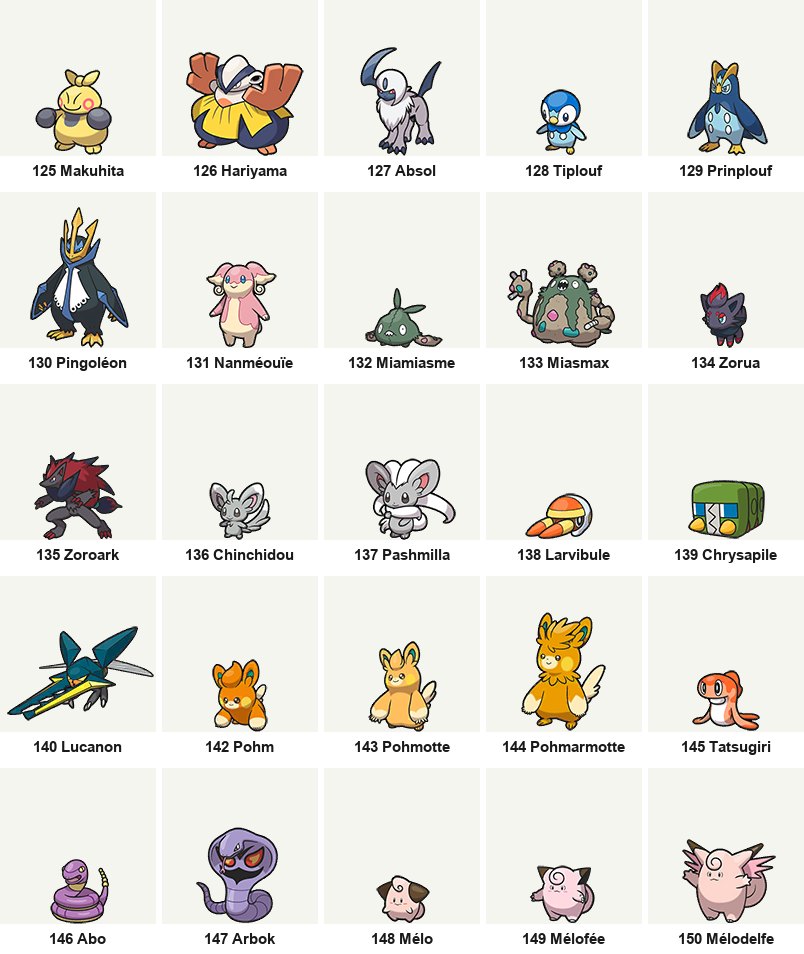 125 Makuhita
126 Hariyama
127 Absol
128 Tiplouf
129 Prinplouf
130 Pingoléon
131 Nanméouïe
132 Miamiasme
133 Miasmax
134 Zorua
135 Zoroark
136 Chinchidou
137 Pashmilla
138 Larvibule
139 Chrysapile
140 Lucanon
142 Pohm
143 Pohmotte
144 Pohmarmotte
145 Tatsugiri
146 Abo
147 Arbok
148 Mélo
149 Mélofée
150 Mélodelfe